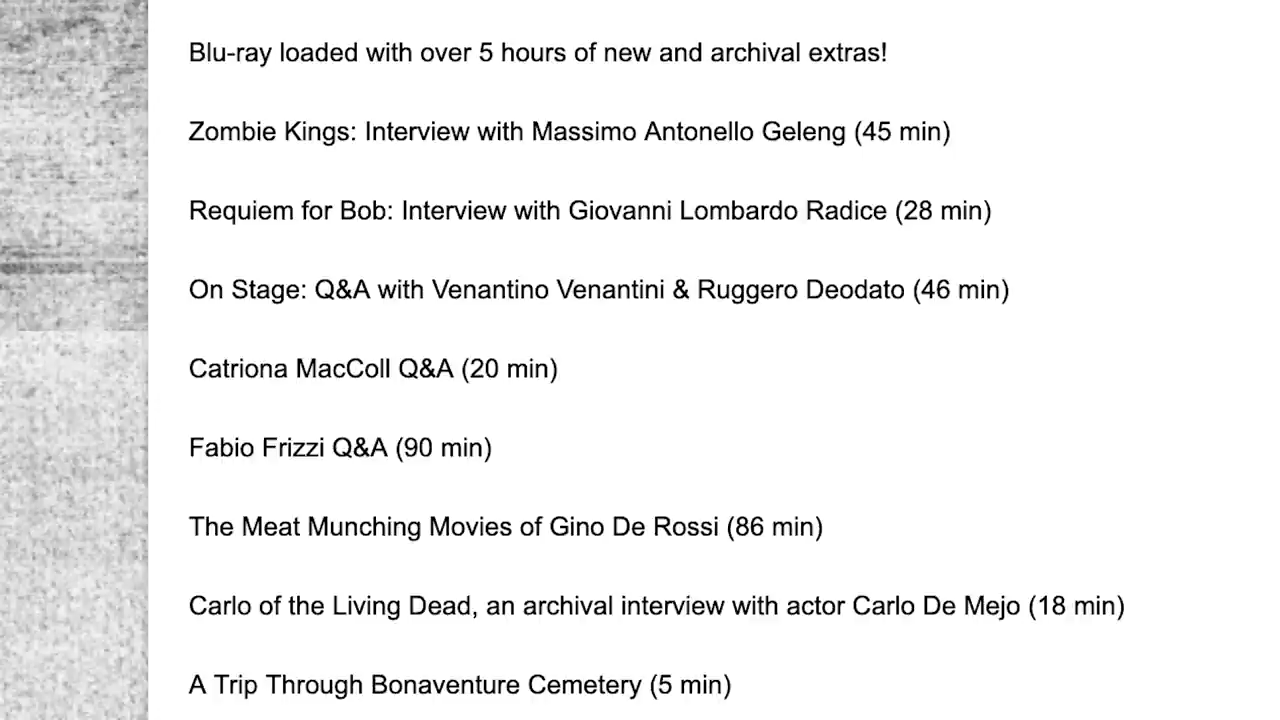 Blu-ray loaded with over 5 hours of new and archival extras!
Zombie Kings: Interview with Massimo Antonello Geleng (45 min)
Requiem for Bob: Interview with Giovanni Lombardo Radice (28 min)
On Stage: Q&A with Venantino Venantini & Ruggero Deodato (46 min)
Catriona MacColl Q&A (20 min)
Fabio Frizzi Q&A (90 min)
The Meat Munching Movies of Gino De Rossi (86 min)
Carlo of the Living Dead, an archival interview with actor Carlo De Mejo (18 min)
A Trip Through Bonaventure Cemetery (5 min)